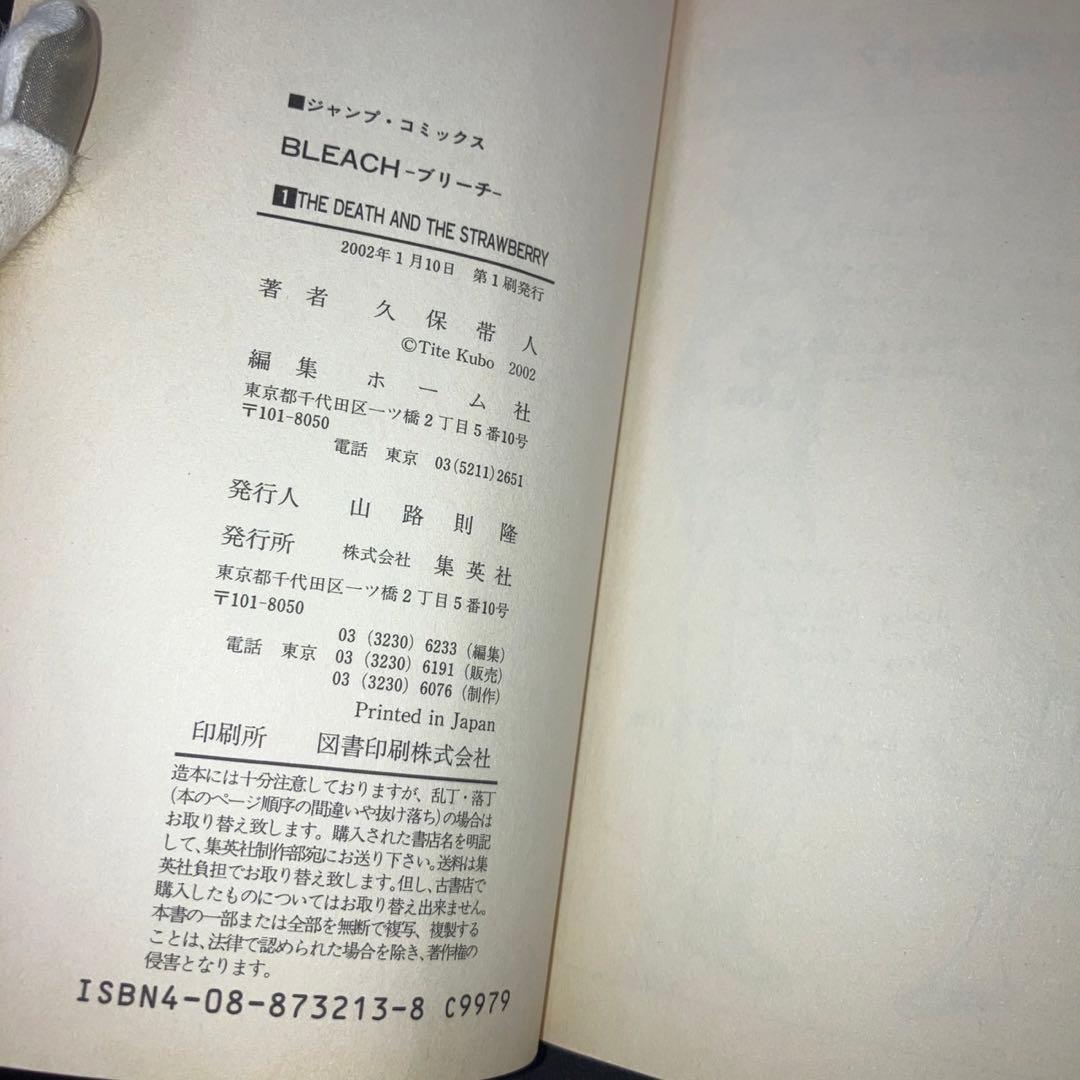 ■ジャンプ・コミックス
BLEACH-ブリーチ-
1 THE DEATH AND THE STRAWBERRY
2002年1月10日 第1刷発行
著者 久保帯人
©Tite Kubo 2002
編集 ホーム社
東京都千代田区一ツ橋2丁目5番10号
〒101-8050
電話 東京 03(5211)2651
発行人 山路則隆
発行所 株式会社 集英社
東京都千代田区一ツ橋2丁目5番10号
〒101-8050
03 (3230) 6233 (編集)
電話 東京 03 (3230) 6191 (販売)
03 (3230) 6076 (制作)
Printed in Japan
印刷所 図書印刷株式会社
造本には十分注意しておりますが、乱丁・落丁
(本のページ順序の間違いや抜け落ち)の場合は
お取り替え致します。購入された書店名を明記
して、集英社制作部宛にお送り下さい。送料は集
英社負担でお取り替え致します。但し、古書店で
購入したものについてはお取り替え出来ません。
本書の一部または全部を無断で複写、複製する
ことは、法律で認められた場合を除き、著作権の
侵害となります。
ISBN4-08-873213-8 C9979